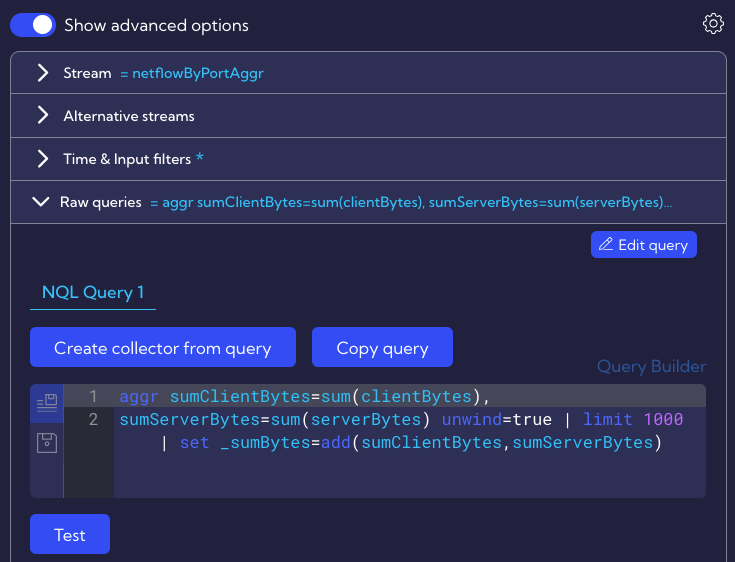 Show advanced options
Stream = netflowByPortAggr
Alternative streams
Time & Input filters *
Raw queries = aggr sumClientBytes=sum(clientBytes), sumServerBytes=sum(serverBytes)...
Edit query
NQL Query 1
Create collector from query Copy query
Query Builder
1 aggr sumClientBytes=sum(clientBytes),
2 sumServerBytes=sum(serverBytes) unwind=true | limit 1000
| set _sumBytes=add(sumClientBytes,sumServerBytes)
Test